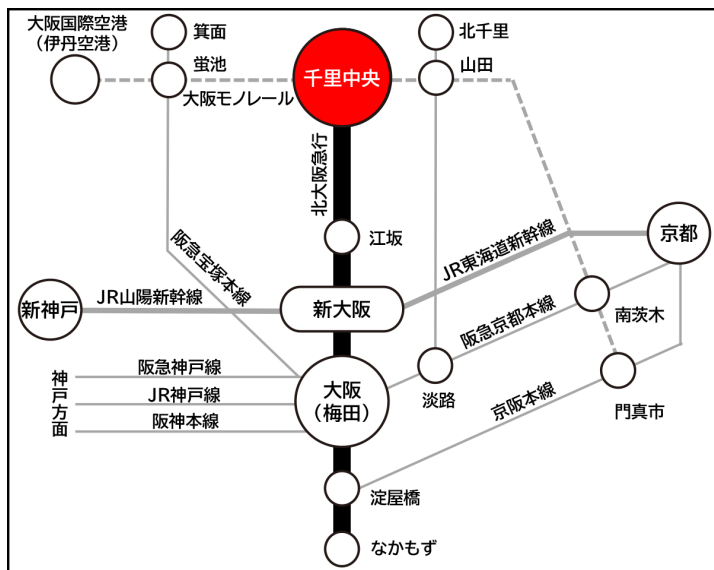 大阪国際空港
（伊丹空港）
箕面
北千里
蛍池
千里中央
山田
大阪モノレール
北大阪急行
江坂
阪急宝塚本線
JR東海道新幹線
京都
新神戸
JR山陽新幹線
新大阪
阪急京都本線
南茨木
神戸方面
阪急神戸線
JR神戸線
阪神本線
大阪
（梅田）
淡路
京阪本線
門真市
淀屋橋
なかもず